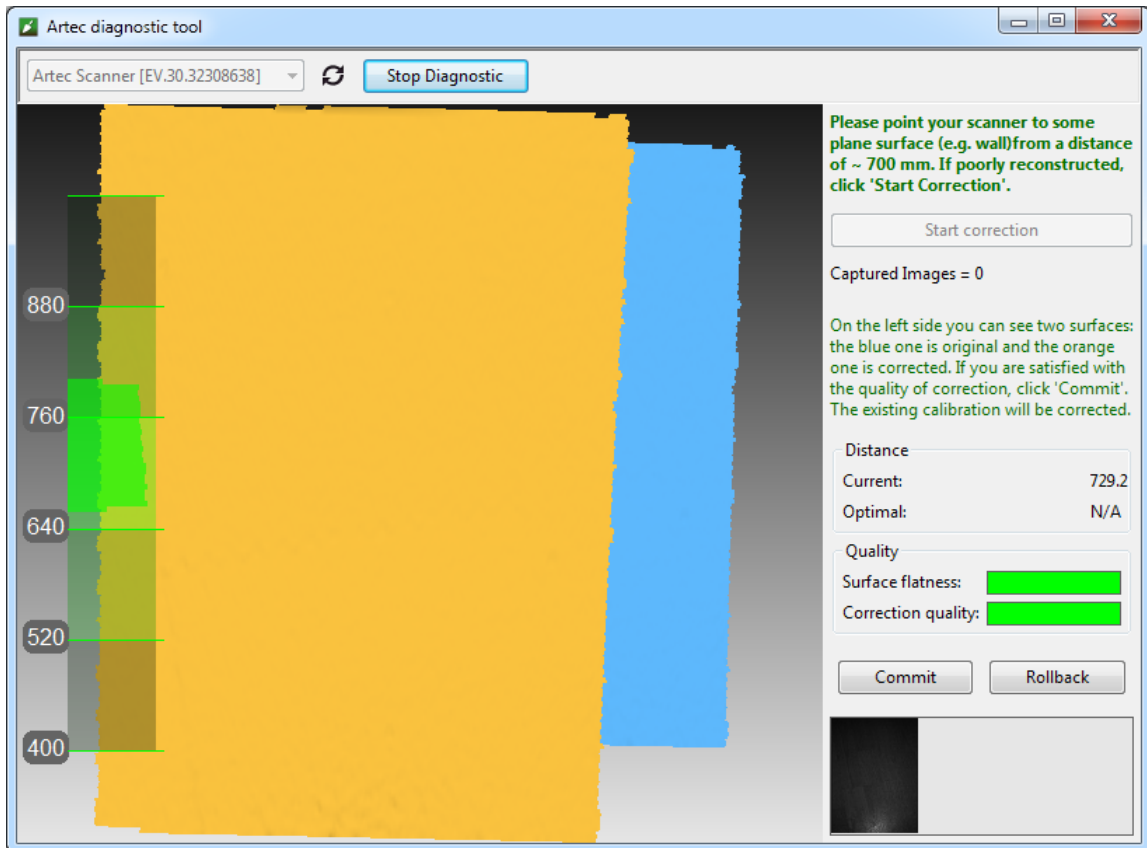 Artec diagnostic tool
Artec Scanner [EV.30.32308638]
Stop Diagnostic
880
760
640
520
400
Please point your scanner to some
plane surface (e.g. wall)from a distance
of ~ 700 mm. If poorly reconstructed,
click 'Start Correction'.
Start correction
Captured Images = 0
On the left side you can see two surfaces:
the blue one is original and the orange
one is corrected. If you are satisfied with
the quality of correction, click 'Commit'.
The existing calibration will be corrected.
Distance
Current: 729.2
Optimal: N/A
Quality
Surface flatness:
Correction quality:
Commit Rollback